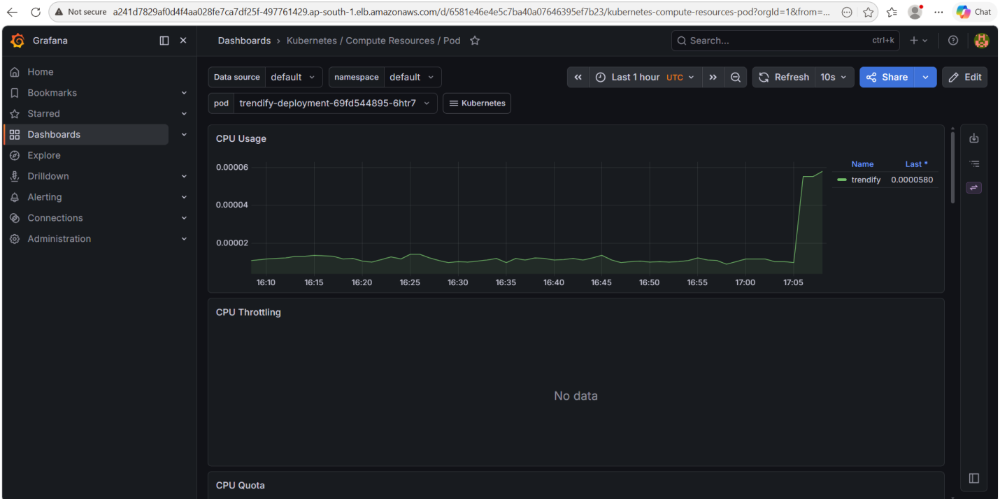 Not secure a241d7829af0d4f4aa028fe7ca7df25f-497761429.ap-south-1.elb.amazonaws.com/d/6581e46e4e5c7ba40a07646395ef7b23/kubernetes-compute-resources-pod?orgId=1&from=... Chat
Grafana Dashboards › Kubernetes / Compute Resources / Pod Search... ctrl+k
Home
Bookmarks
Starred
Dashboards
Explore
Drilldown
Alerting
Connections
Administration
Data source default namespace default Last 1 hour UTC Refresh 10s Share Edit
pod trendify-deployment-69fd544895-6htr7 Kubernetes
CPU Usage
0.00006
0.00004
0.00002
16:10 16:15 16:20 16:25 16:30 16:35 16:40 16:45 16:50 16:55 17:00 17:05
Name Last *
trendify 0.0000580
CPU Throttling
No data
CPU Quota